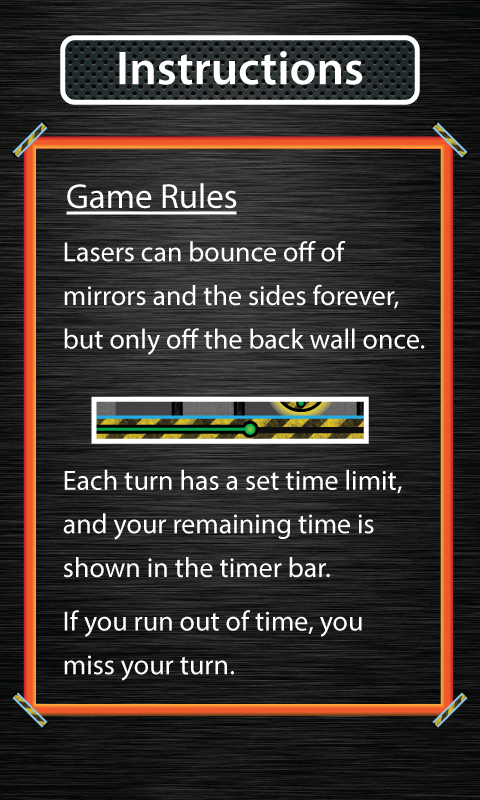 Instructions
Game Rules
Lasers can bounce off of
mirrors and the sides forever,
but only off the back wall once.
Each turn has a set time limit,
and your remaining time is
shown in the timer bar.
If you run out of time, you
miss your turn.